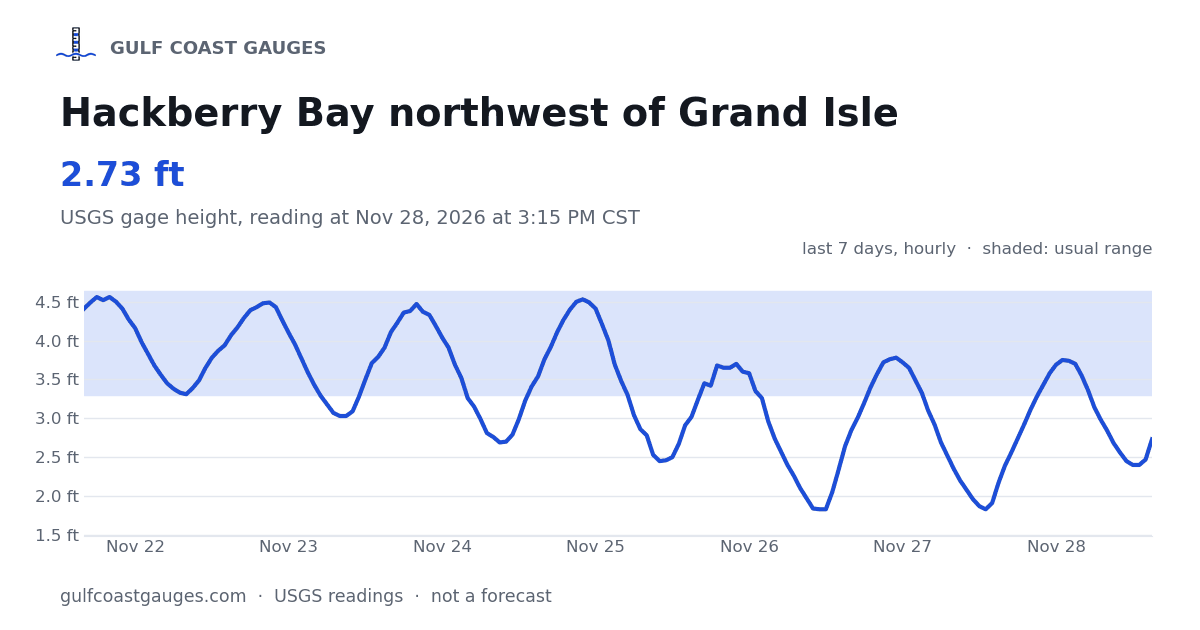 GULF COAST GAUGES
Hackberry Bay northwest of Grand Isle
2.73 ft
USGS gage height, reading at Nov 28, 2026 at 3:15 PM CST
last 7 days, hourly · shaded: usual range
4.5 ft
4.0 ft
3.5 ft
3.0 ft
2.5 ft
2.0 ft
1.5 ft
Nov 22 Nov 23 Nov 24 Nov 25 Nov 26 Nov 27 Nov 28
gulfcoastgauges.com · USGS readings · not a forecast